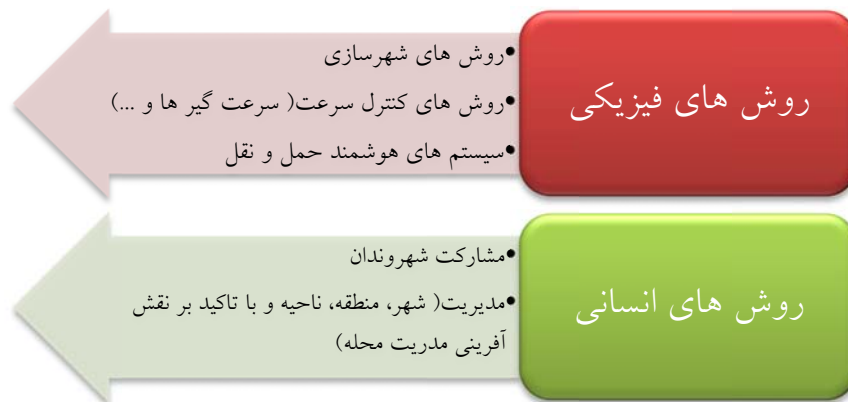 روش های فیزیکی
•روش های شهرسازی
•روش های کنترل سرعت( سرعت گیر ها و ...)
•سیستم های هوشمند حمل و نقل
روش های انسانی
•مشارکت شهروندان
•مدیریت( شهر، منطقه، ناحیه و با تاکید بر نقش
آفرینی مدریت محله)